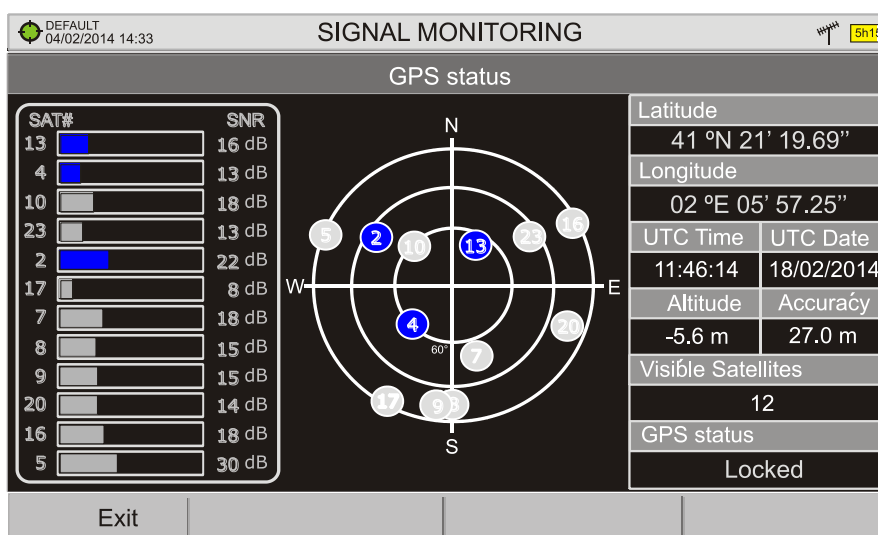 DEFAULT
04/02/2014 14:33
SIGNAL MONITORING
GPS status
SAT# SNR
13 16 dB
4 13 dB
10 18 dB
23 13 dB
2 22 dB
17 8 dB
7 18 dB
8 15 dB
9 15 dB
20 14 dB
16 18 dB
5 30 dB
N
5 2 10 13 23 16
W E
4 20
60°
7
17 9
S
Latitude
41 ºN 21’ 19.69’’
Longitude
02 ºE 05’ 57.25’’
UTC Time UTC Date
11:46:14 18/02/2014
Altitude Accuraćy
-5.6 m 27.0 m
Visible Satellites
12
GPS status
Locked
Exit